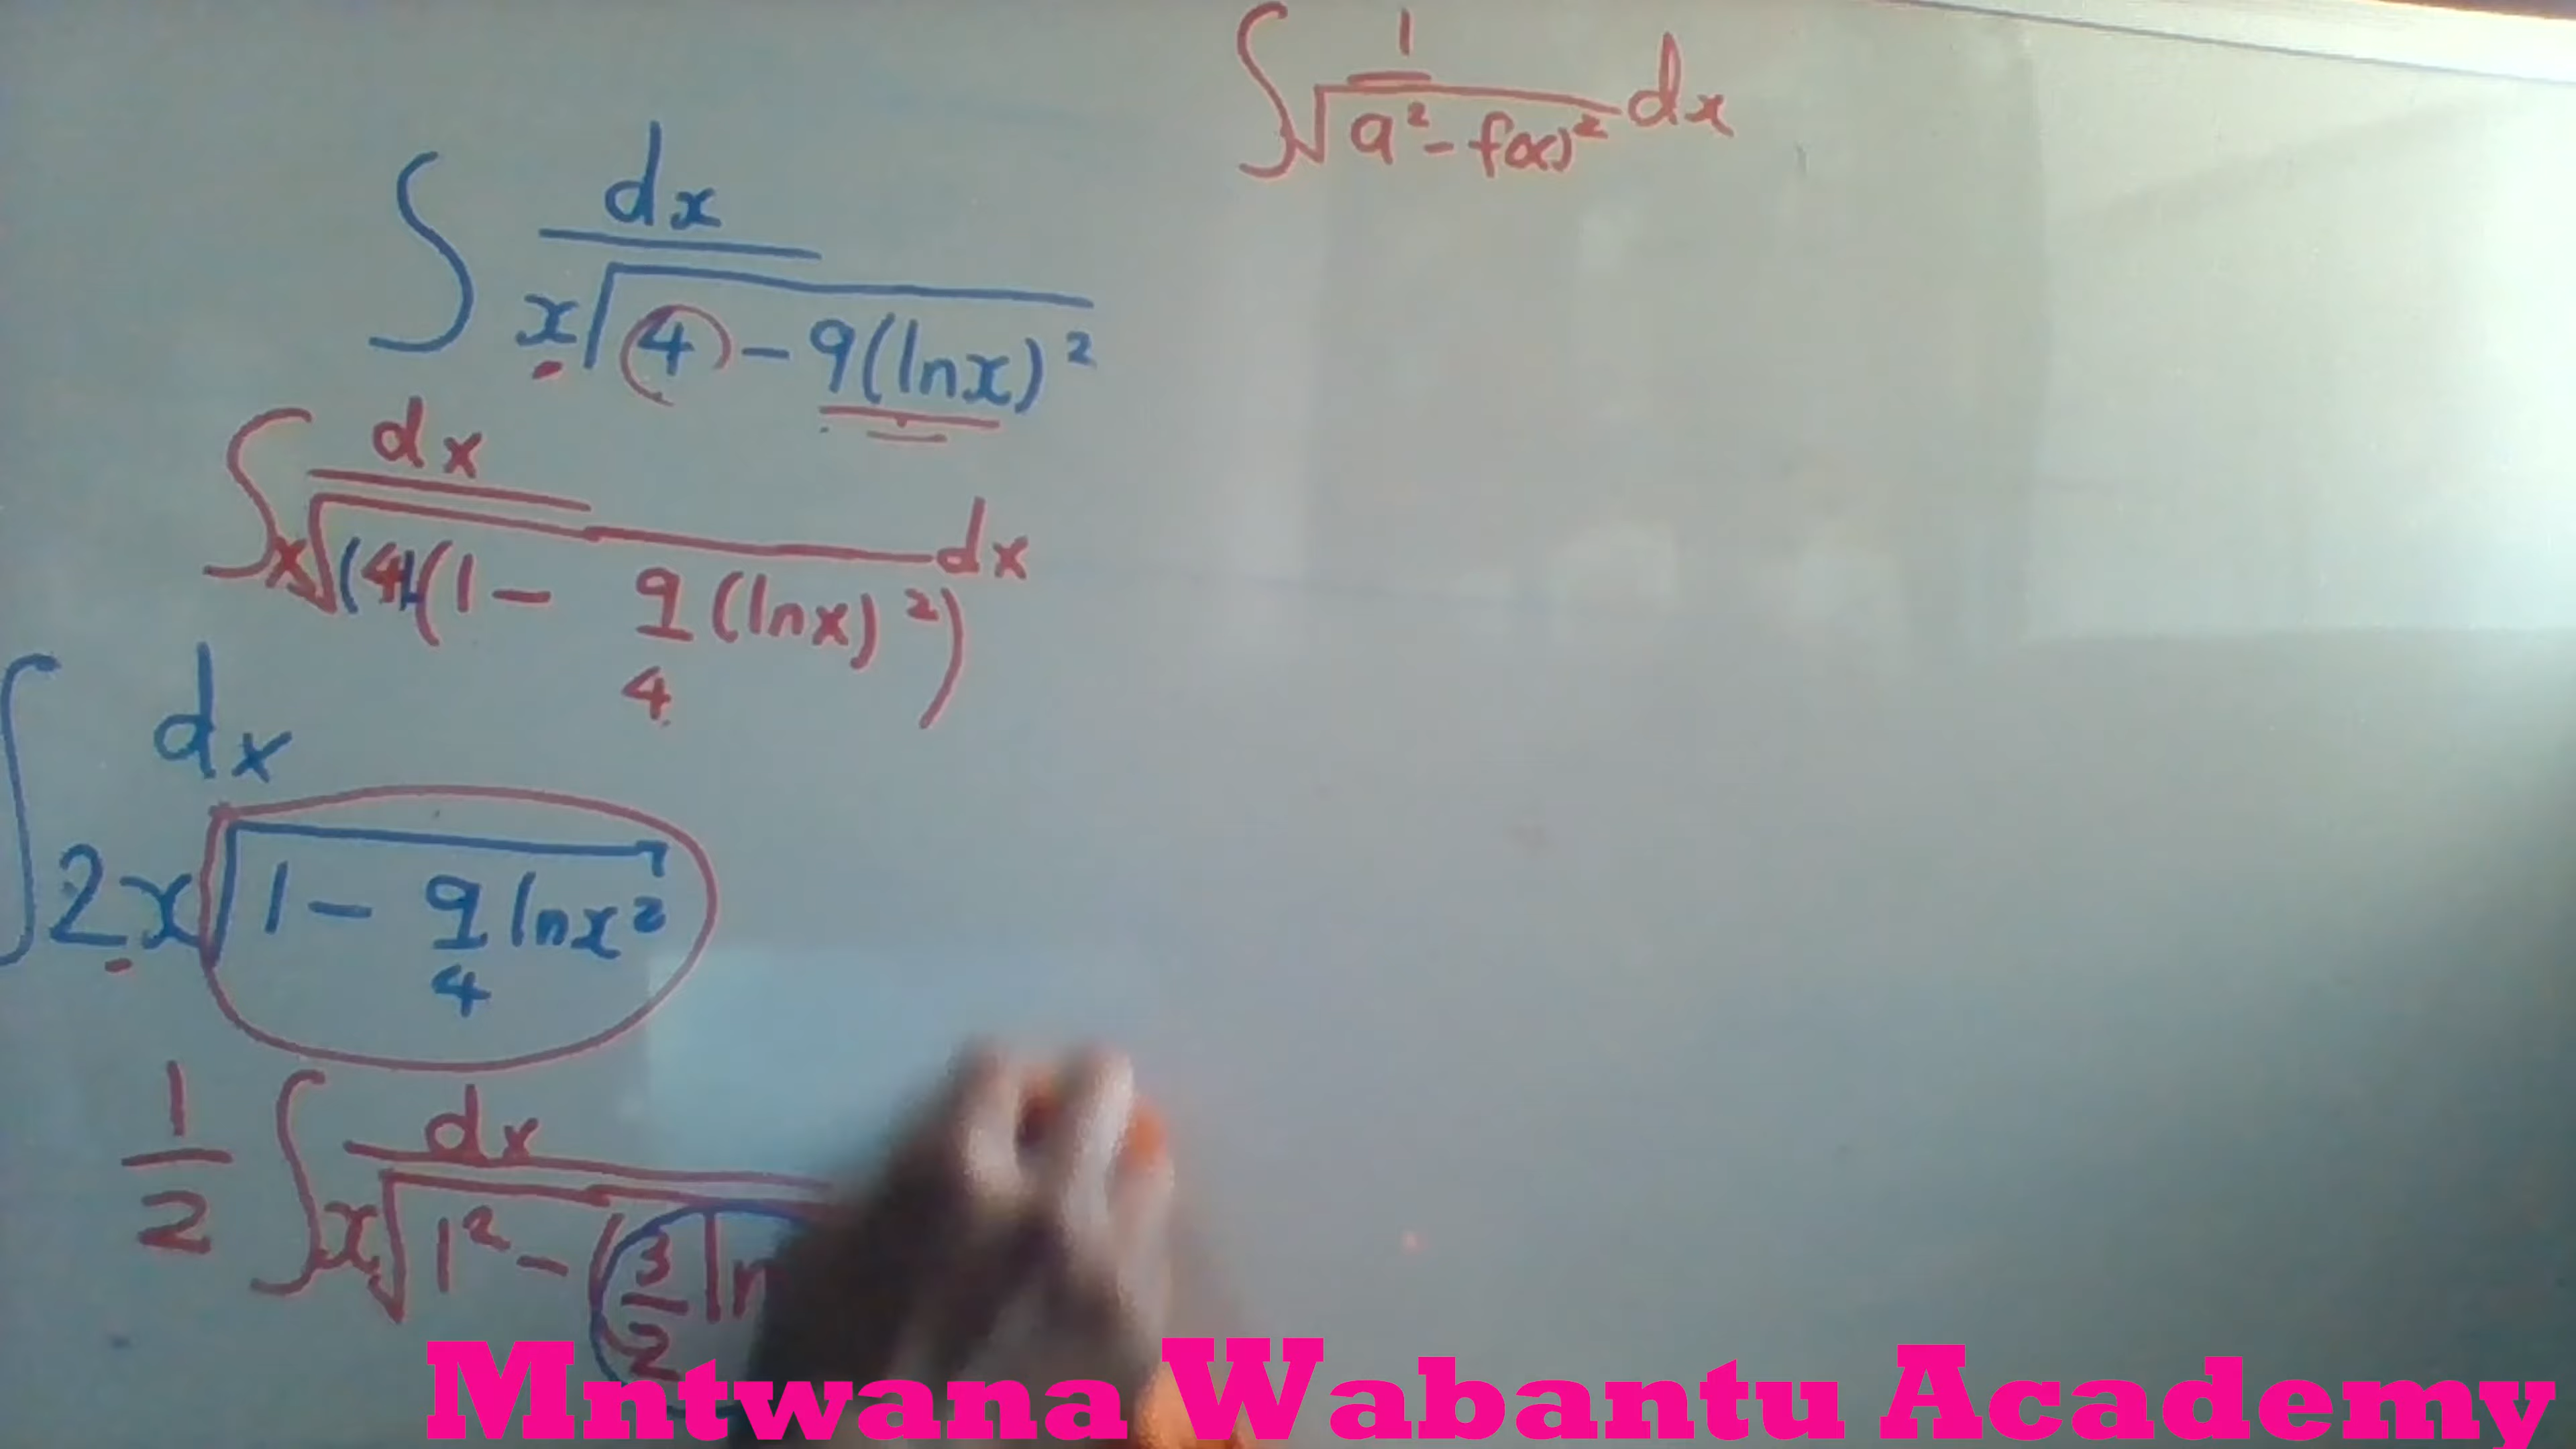 ∫ 1/√(a² - f(x)²) dx
∫ dx/(x√(4 - 9(lnx)²))
∫ dx/(x√((4)(1 - 9/4 (lnx)²))) dx
∫ dx/(2x√(1 - 9/4 lnx²))
1/2 ∫ dx/(x√(1² - (3/2 ln
Mntwana Wabantu Academy